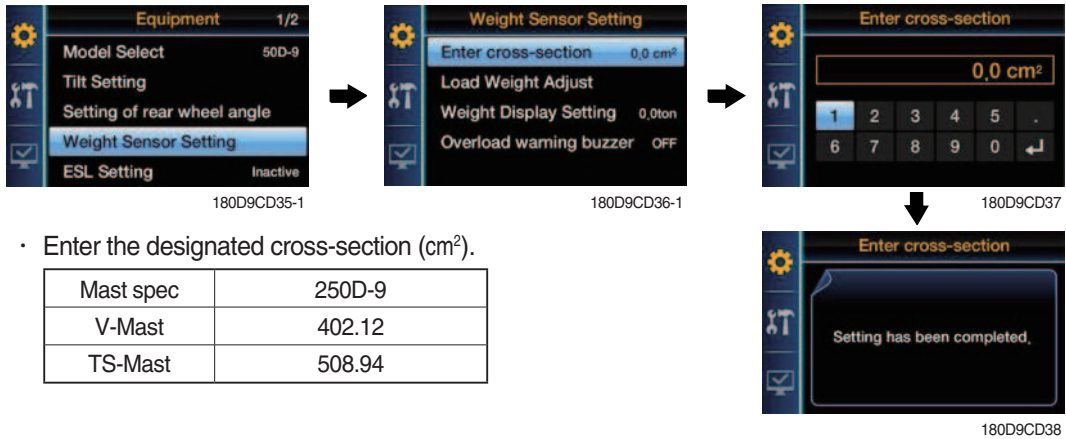 Equipment 1/2
Model Select 50D-9
Tilt Setting
Setting of rear wheel angle
Weight Sensor Setting
ESL Setting Inactive
180D9CD35-1
Weight Sensor Setting
Enter cross-section 0.0 cm²
Load Weight Adjust
Weight Display Setting 0.0ton
Overload warning buzzer OFF
180D9CD36-1
Enter cross-section
0.0 cm²
1 2 3 4 5 .
6 7 8 9 0 ↵
180D9CD37
· Enter the designated cross-section (cm²).
Mast spec 250D-9
V-Mast 402.12
TS-Mast 508.94
Enter cross-section
Setting has been completed.
180D9CD38